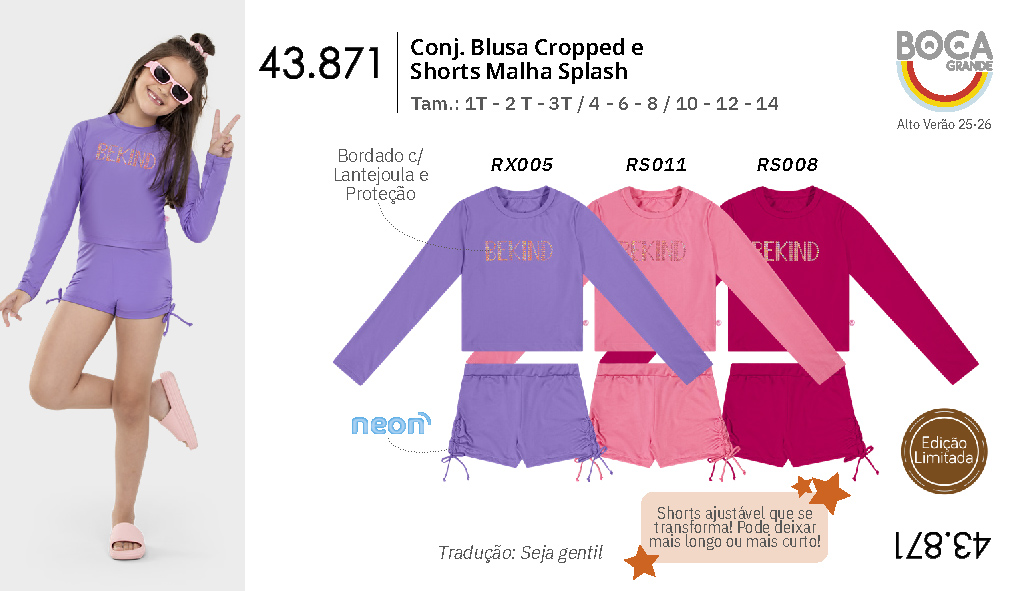 43.871
Conj. Blusa Cropped e
Shorts Malha Splash
Tam.: 1T - 2 T - 3T / 4 - 6 - 8 / 10 - 12 - 14
BOCA
GRANDE
Alto Verão 25-26
Bordado c/
Lantejoula e
Proteção
RX005
RS011
RS008
BEKIND
BEKIND
BEKIND
BEKIND
neon
Edição
Limitada
Shorts ajustável que se
transforma! Pode deixar
mais longo ou mais curto!
Tradução: Seja gentil
43.871